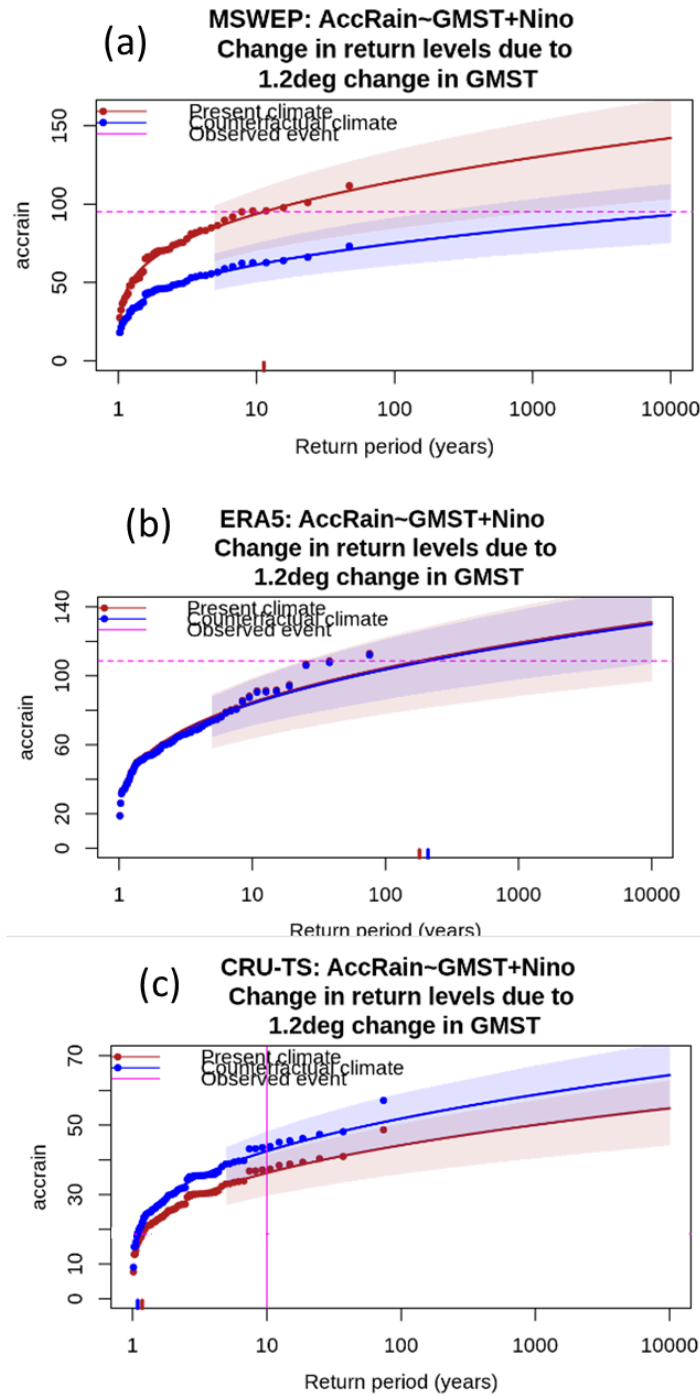 (a)
MSWEP: AccRain~GMST+Nino
Change in return levels due to
1.2deg change in GMST
Present climate
Counterfactual climate
Observed event
accrain
0
50
100
150
1
10
100
1000
10000
Return period (years)
(b)
ERA5: AccRain~GMST+Nino
Change in return levels due to
1.2deg change in GMST
Present climate
Counterfactual climate
Observed event
accrain
0
20
60
100
140
1
10
100
1000
10000
Return period (years)
(c)
CRU-TS: AccRain~GMST+Nino
Change in return levels due to
1.2deg change in GMST
Present climate
Counterfactual climate
Observed event
accrain
0
10
30
50
70
1
10
100
1000
10000
Return period (years)